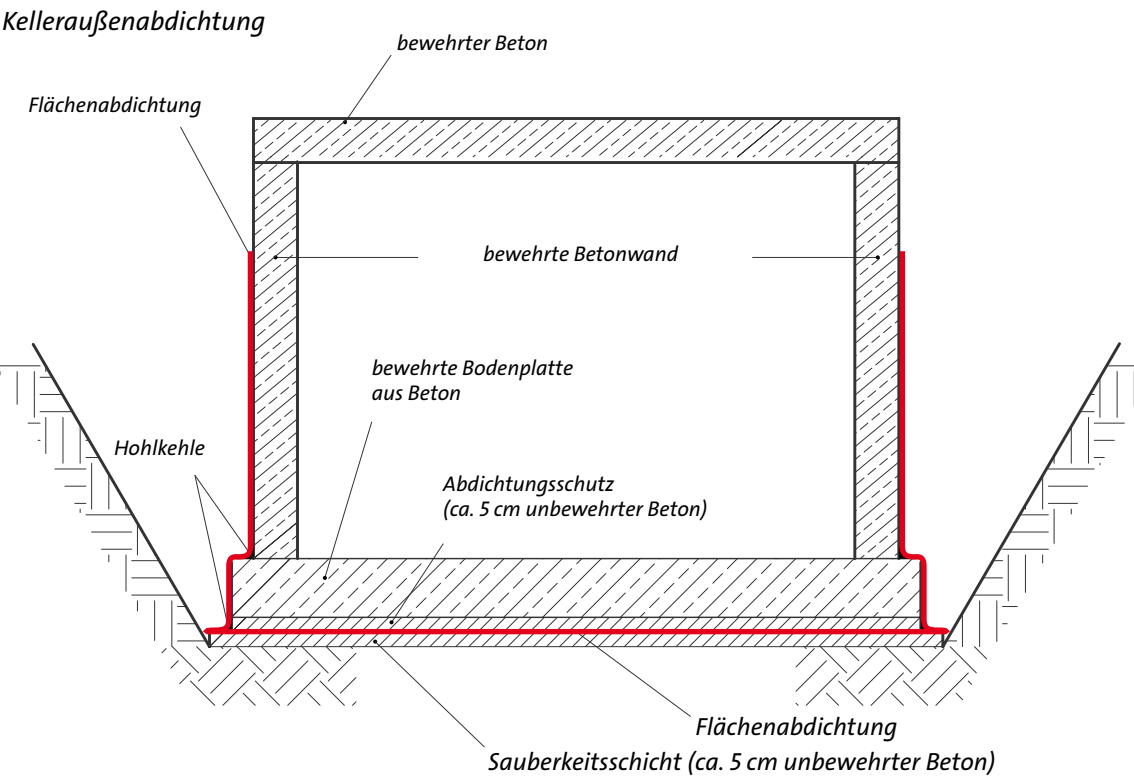 Kelleraußenabdichtung
bewehrter Beton
Flächenabdichtung
bewehrte Betonwand
bewehrte Bodenplatte
aus Beton
Hohlkehle
Abdichtungsschutz
(ca. 5 cm unbewehrter Beton)
Flächenabdichtung
Sauberkeitsschicht (ca. 5 cm unbewehrter Beton)